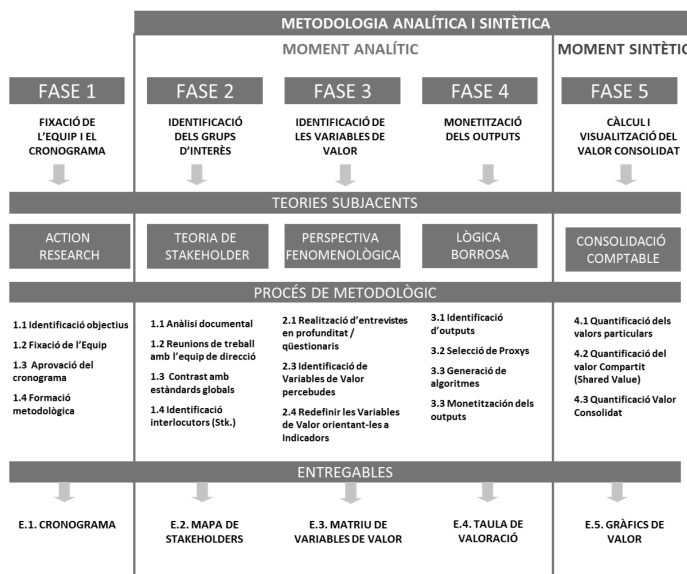 METODOLOGIA ANALÍTICA I SINTÈTICA
MOMENT ANALÍTIC
MOMENT SINTÈTIC
FASE 1
FASE 2
FASE 3
FASE 4
FASE 5
FIXACIÓ DE
L'EQUIP I EL
CRONOGRAMA
IDENTIFICACIÓ
DELS GRUPS
D'INTERÈS
IDENTIFICACIÓ DE
LES VARIABLES DE
VALOR
MONETITZACIÓ
DELS OUTPUTS
CÀLCUL I
VISUALITZACIÓ DEL
VALOR CONSOLIDAT
TEORIES SUBJACENTS
ACTION
RESEARCH
TEORIA DE
STAKEHOLDER
PERSPECTIVA
FENOMENOLÒGICA
LÒGICA
BORROSA
CONSOLIDACIÓ
COMPTABLE
PROCÉS DE METODOLÒGIC
1.1 Identificació objectius
1.2 Fixació de l'Equip
1.3 Aprovació del
cronograma
1.4 Formació
metodològica
1.1 Anàlisi documental
1.2 Reunions de treball
amb l'equip de direcció
1.3 Contrast amb
estàndards globals
1.4 Identificació
interlocutors (Stk.)
2.1 Realització d'entrevistes
en profunditat /
qüestionaris
2.3 Identificació de
Variables de Valor
percebudes
2.4 Redefinir les Variables
de Valor orientant-les a
Indicadors
3.1 Identificació
d'outputs
3.2 Selecció de Proxys
3.3 Generació de
algoritmes
3.3 Monetització dels
outputs
4.1 Quantificació dels
valors particulars
4.2 Quantificació del
valor Compartit
(Shared Value)
4.3 Quantificació Valor
Consolidat
ENTREGABLES
E.1. CRONOGRAMA
E.2. MAPA DE
STAKEHOLDERS
E.3. MATRIU DE
VARIABLES DE VALOR
E.4. TAULA DE
VALORACIÓ
E.5. GRÀFICS DE
VALOR